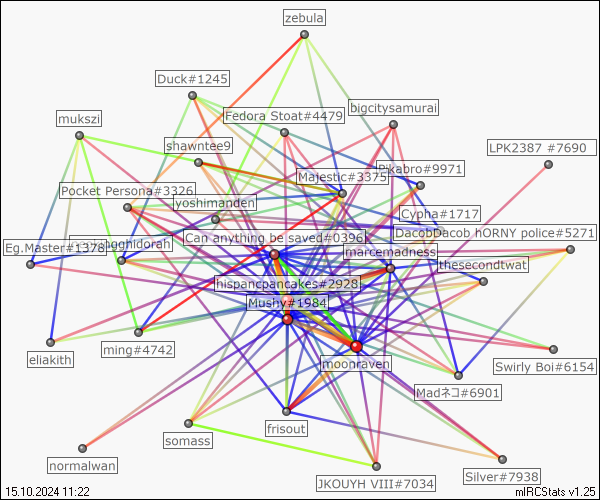 zebula
Duck#1245
bigcitysamurai
Fedora Stoat#4479
mukszi
shawntee9
LPK2387 #7690
Pikabro#9971
Majestic#3375
Pocket Persona#3326
yoshimanden
Cypha#1717
DacobDacob hORNY police#5271
Can anything be saved#0396
Eg.Master#1378
marcemadness
thesecondtwat
hispancpancakes#2928
Mushy#1984
eliakith
ming#4742
moonraven
Swirly Boi#6154
Madネコ#6901
somass
frisout
normalwan
JKOUYH VIII#7034
Silver#7938
15.10.2024 11:22
mIRCStats v1.25